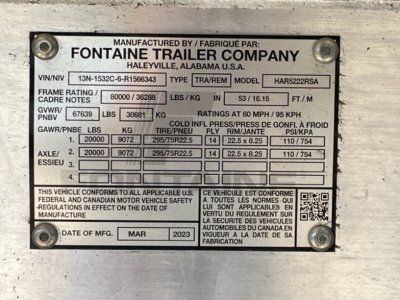 MANUFACTURED BY / FABRIQUÉ PAR:
FONTAINE TRAILER COMPANY
HALEYVILLE, ALABAMA U.S.A.
VIN/NIV 13N-1532C-6-R1566343 TYPE TRA/REM MODEL HAR5222RSA
FRAME RATING / CADRE NOTES 80000 / 36288 LBS / KG IN 53 / 16.15 FT / M
GVWR/ PNBV 67639 LBS 30681 KG RATINGS AT 60 MPH / 95 KPH
COLD INFL PRESS / PRESS DE GONFL. À FROID
GAWR/PNBE LBS KG TIRE/PNEU PLY RIM/JANTE PSI/KPA
1. 20000 9072 295/75R22.5 14 22.5 x 8.25 110 / 754
AXLE/ ESSIEU
2. 20000 9072 295/75R22.5 14 22.5 x 8.25 110 / 754
3.
THIS VEHICLE CONFORMS TO ALL APPLICABLE U.S.
FEDERAL AND CANADIAN MOTOR VEHICLE SAFETY
REGULATIONS IN EFFECT ON THE DATE OF
MANUFACTURE
CE VÉHICULE EST CONFORME
À TOUTES LES NORMES QUI
LUI SONT APPLICABLES EN
VERTU DU REGLEMENT SUR
LA SECURITE DES VEHICULES
AUTOMOBILES DU CANADA EN
VIGUEUR A LA DATE DE SA
FABRICATION
DATE OF MFG. MAR 2023